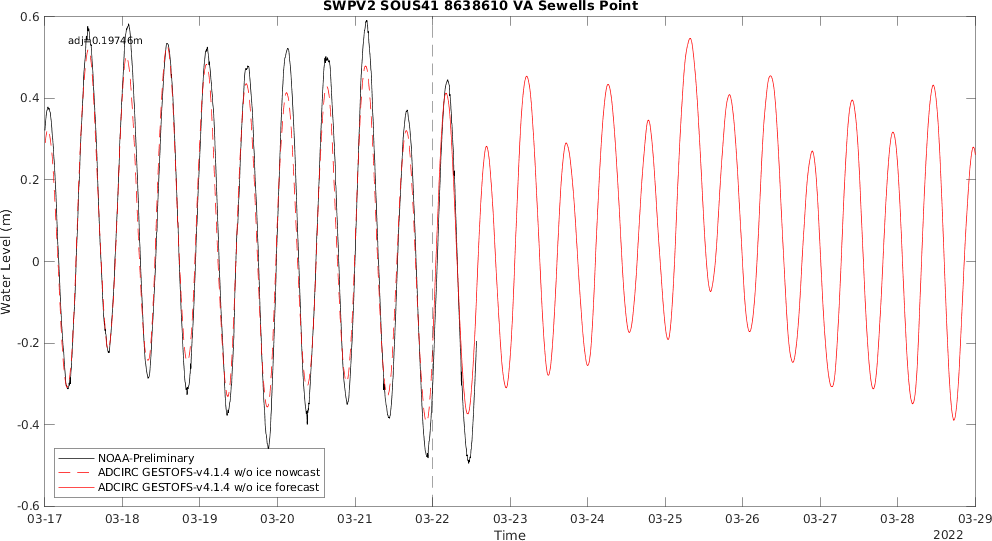 SWPV2 SOUS41 8638610 VA Sewells Point
0.6
adj=0.19746m
0.4
0.2
0
-0.2
-0.4
-0.6
Water Level (m)
NOAA-Preliminary
ADCIRC GESTOFS-v4.1.4 w/o ice nowcast
ADCIRC GESTOFS-v4.1.4 w/o ice forecast
03-17 03-18 03-19 03-20 03-21 03-22 03-23 03-24 03-25 03-26 03-27 03-28 03-29
Time
2022